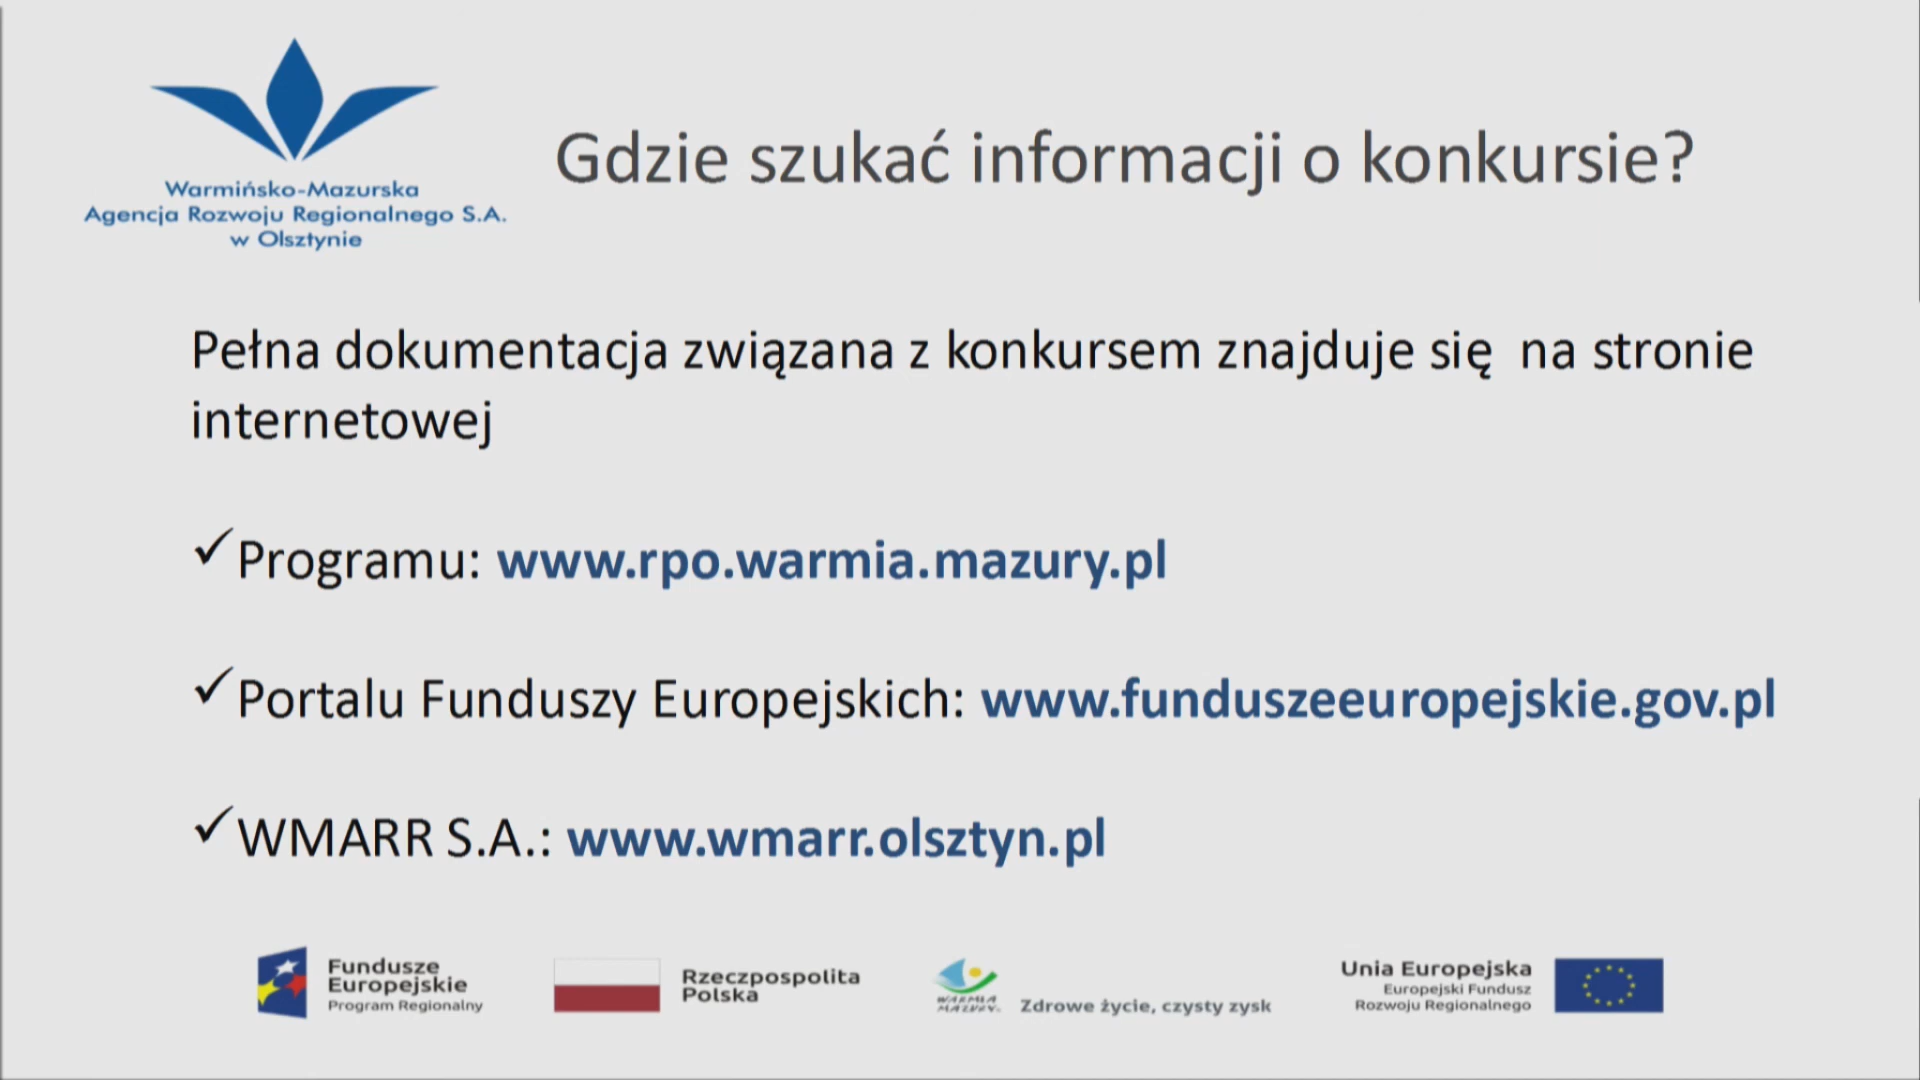 Warmińsko-Mazurska
Agencja Rozwoju Regionalnego S.A.
w Olsztynie
Gdzie szukać informacji o konkursie?
Pełna dokumentacja związana z konkursem znajduje się na stronie
internetowej
✓Programu: www.rpo.warmia.mazury.pl
✓Portalu Funduszy Europejskich: www.funduszeeuropejskie.gov.pl
✓WMARR S.A.: www.wmarr.olsztyn.pl
Fundusze
Europejskie
Program Regionalny
Rzeczpospolita
Polska
WARMIA
MAZURY.
Zdrowe życie, czysty zysk
Unia Europejska
Europejski Fundusz
Rozwoju Regionalnego